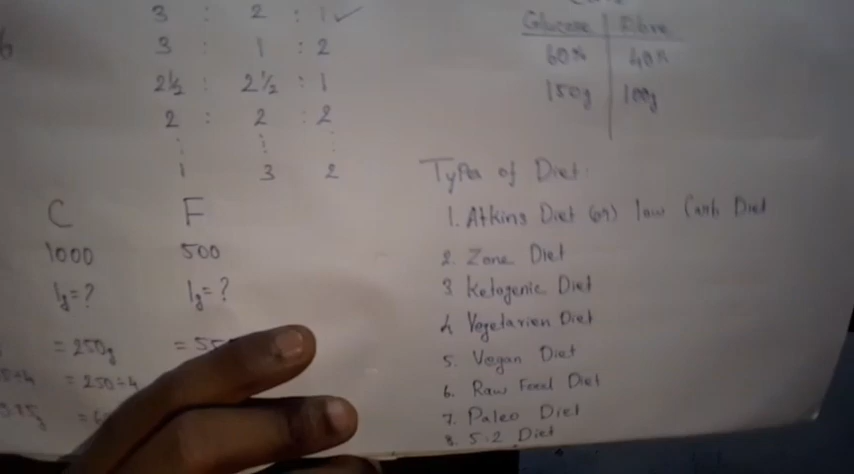 3 : 2 : 1 ✓
3 : 1 : 2
2½ : 2½ : 1
2 : 2 : 2
: : :
1 3 2
C F
1000 500
1g=? 1g=?
=250g
=250÷4
Glucose Fibre
60% 40%
150g 100g
Types of Diet:
1. Atkins Diet (or) low Carb Diet
2. Zone Diet
3 Ketogenic Diet
4 Vegetarian Diet
5. Vegan Diet
6. Raw Food Diet
7. Paleo Diet
8. 5:2 Diet